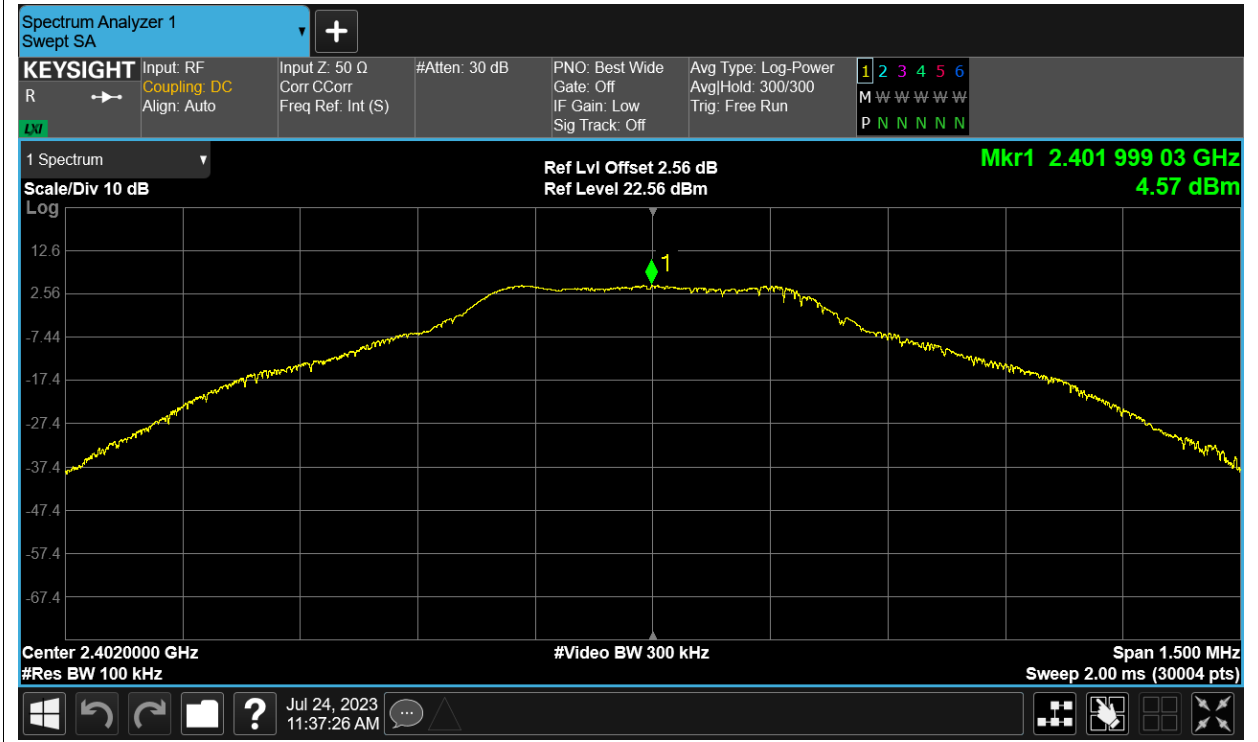 Spectrum Analyzer 1
Swept SA
KEYSIGHT
R
LXI
Input: RF
Coupling: DC
Align: Auto
Input Z: 50 Ω
Corr CCorr
Freq Ref: Int (S)
#Atten: 30 dB
PNO: Best Wide
Gate: Off
IF Gain: Low
Sig Track: Off
Avg Type: Log-Power
Avg|Hold: 300/300
Trig: Free Run
1 2 3 4 5 6
M W W W W W
P N N N N N
1 Spectrum
Scale/Div 10 dB
Log
Ref Lvl Offset 2.56 dB
Ref Level 22.56 dBm
Mkr1 2.401 999 03 GHz
4.57 dBm
1
12.6
2.56
-7.44
-17.4
-27.4
-37.4
-47.4
-57.4
-67.4
Center 2.4020000 GHz
#Res BW 100 kHz
#Video BW 300 kHz
Span 1.500 MHz
Sweep 2.00 ms (30004 pts)
?
Jul 24, 2023
11:37:26 AM